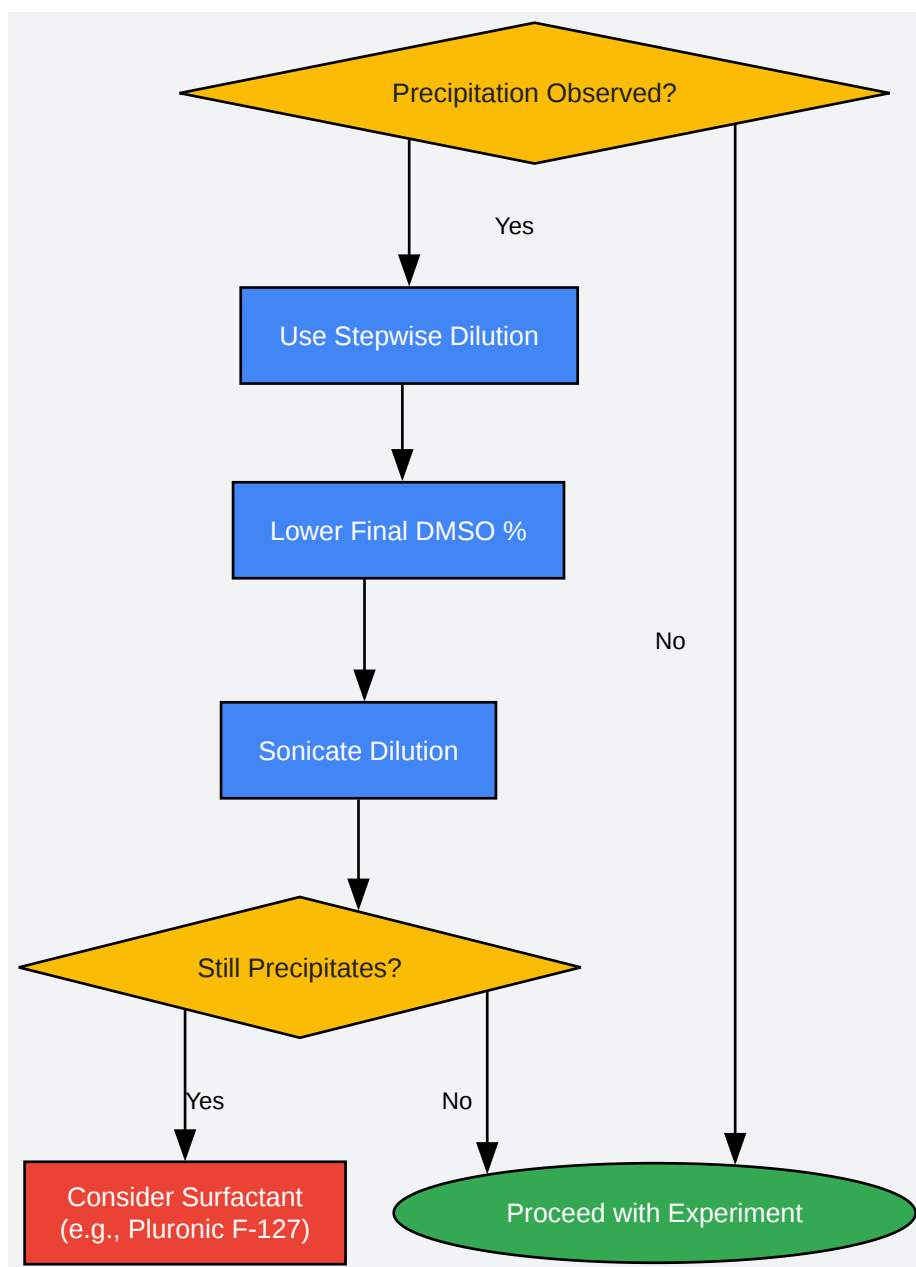 Precipitation Observed?
Yes
Use Stepwise Dilution
Lower Final DMSO %
No
Sonicate Dilution
Still Precipitates?
Yes
No
Consider Surfactant
(e.g., Pluronic F-127)
Proceed with Experiment